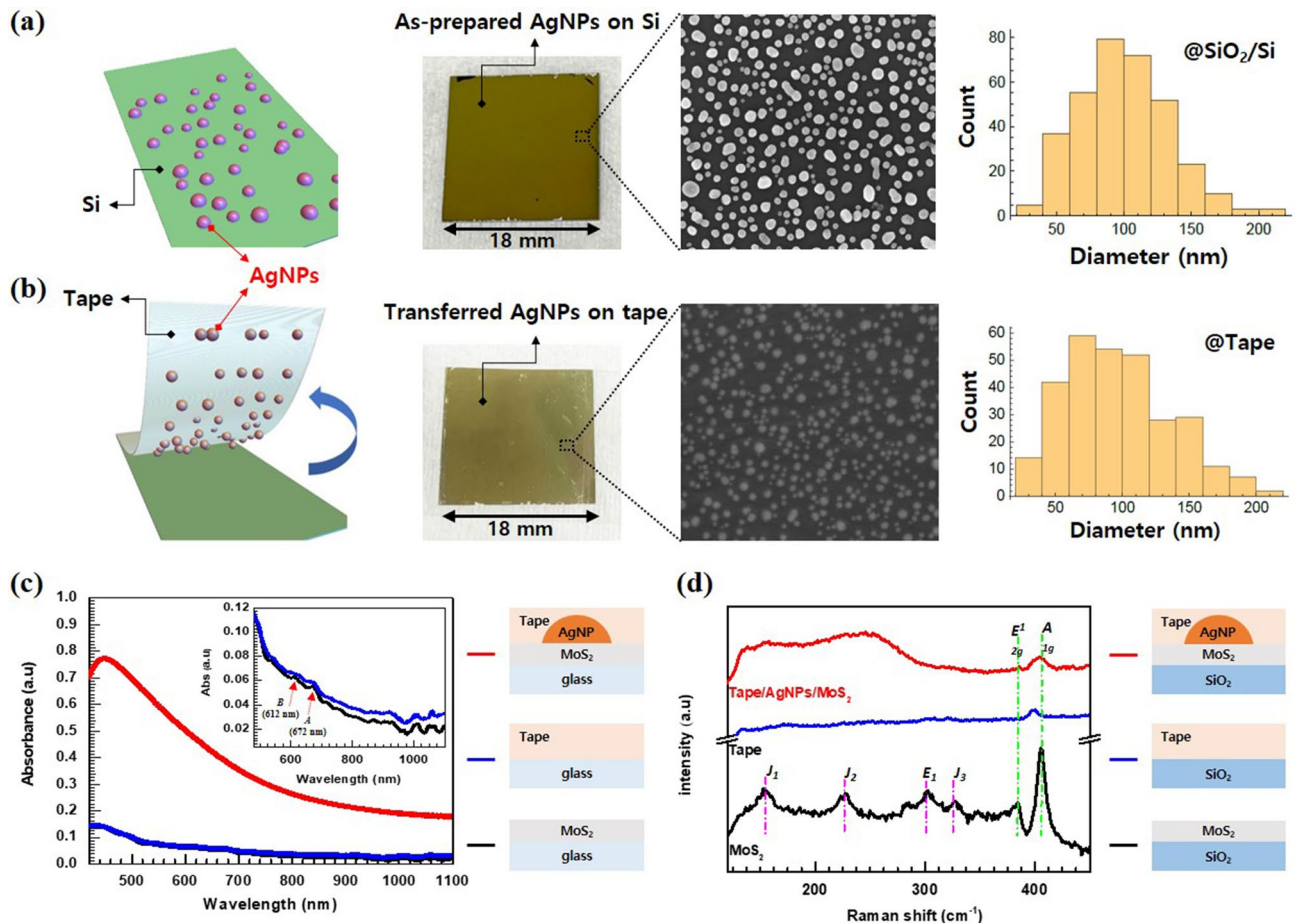 (a)
Si
As-prepared AgNPs on Si
18 mm
@SiO2/Si
Count
80
60
40
20
0
50 100 150 200
Diameter (nm)
AgNPs
(b)
Tape
Transferred AgNPs on tape
18 mm
@Tape
Count
60
50
40
30
20
10
0
50 100 150 200
Diameter (nm)
(c)
Absorbance (a.u)
1.0
0.9
0.8
0.7
0.6
0.5
0.4
0.3
0.2
0.1
0.0
500 600 700 800 900 1000 1100
Wavelength (nm)
Abs (a.u)
0.12
0.10
0.08
0.06
0.04
0.02
B
(612 nm)
A
(672 nm)
600 800 1000
Wavelength (nm)
Tape
AgNP
MoS2
glass
Tape
glass
MoS2
glass
(d)
intensity (a.u)
E1
2g
A
1g
Tape/AgNPs/MoS2
Tape
J1
J2
E1
J3
MoS2
200 300 400
Raman shift (cm-1)
Tape
AgNP
MoS2
SiO2
Tape
SiO2
MoS2
SiO2